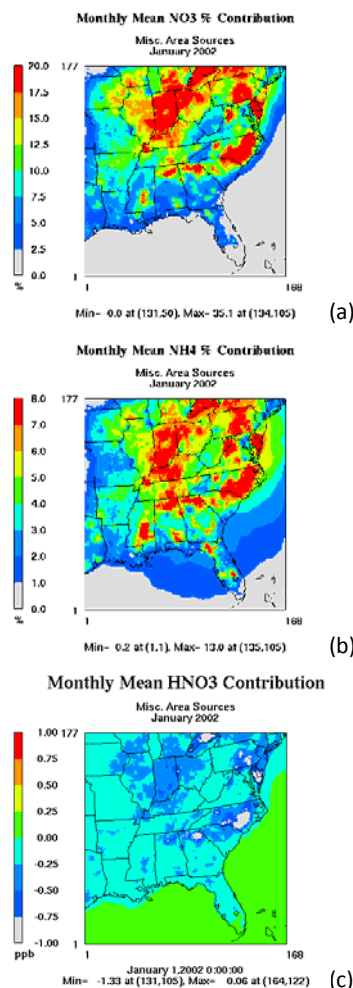 Monthly Mean NO3 % Contribution
Misc. Area Sources
January 2002
20.0
17.5
15.0
12.5
10.0
7.5
5.0
2.5
0.0
%
177
1
1
168
Min= -0.0 at (131,50), Max= 35.1 at (134,105)
(a)
Monthly Mean NH4 % Contribution
Misc. Area Sources
January 2002
8.0
7.0
6.0
5.0
4.0
3.0
2.0
1.0
0.0
%
177
1
1
168
Min= 0.2 at (1,1), Max= 13.0 at (135,105)
(b)
Monthly Mean HNO3 Contribution
Misc. Area Sources
January 2002
1.00
0.75
0.50
0.25
0.00
-0.25
-0.50
-0.75
-1.00
ppb
177
1
1
168
January 1,2002 0:00:00
Min= -1.33 at (131,105), Max= 0.06 at (164,122)
(c)